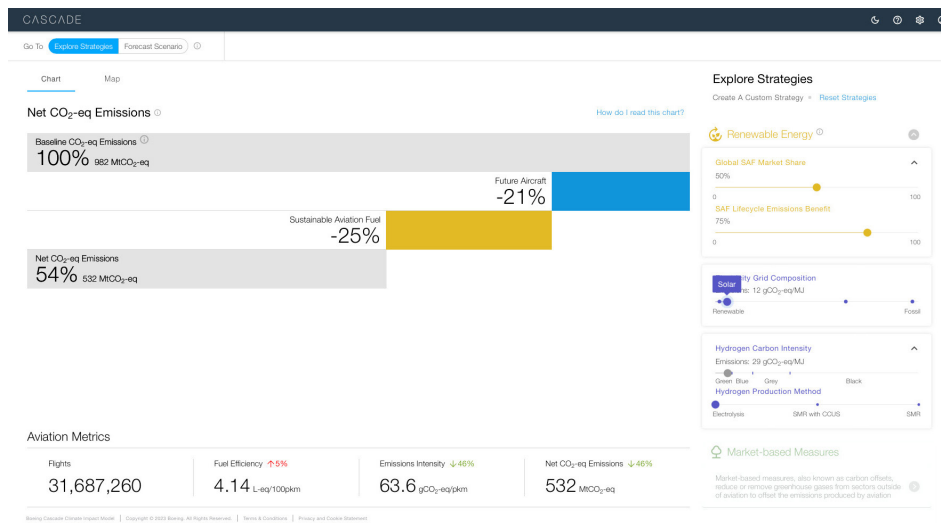 CASCADE
Go To Explore Strategies Forecast Scenario
Chart Map
Net CO₂-eq Emissions
How do I read this chart?
Baseline CO₂-eq Emissions
100% 982 MtCO₂-eq
Future Aircraft
-21%
Sustainable Aviation Fuel
-25%
Net CO₂-eq Emissions
54% 532 MtCO₂-eq
Aviation Metrics
Flights
31,687,260
Fuel Efficiency ↑5%
4.14 L-eq/100pkm
Emissions Intensity ↓46%
63.6 gCO₂-eq/pkm
Net CO₂-eq Emissions ↓46%
532 MtCO₂-eq
Explore Strategies
Create A Custom Strategy Reset Strategies
Renewable Energy
Global SAF Market Share
50%
0 100
SAF Lifecycle Emissions Benefit
75%
0 100
Grid Composition
Solar
12 gCO₂-eq/MJ
Renewable Fossil
Hydrogen Carbon Intensity
Emissions: 29 gCO₂-eq/MJ
Green Blue Grey Black
Hydrogen Production Method
Electrolysis SMR with CCUS SMR
Market-based Measures
Market-based measures, also known as carbon offsets,
reduce or remove greenhouse gases from sectors outside
of aviation to offset the emissions produced by aviation
Boeing Cascade Climate Impact Model | Copyright © 2023 Boeing. All Rights Reserved. | Terms & Conditions | Privacy and Cookie Statement